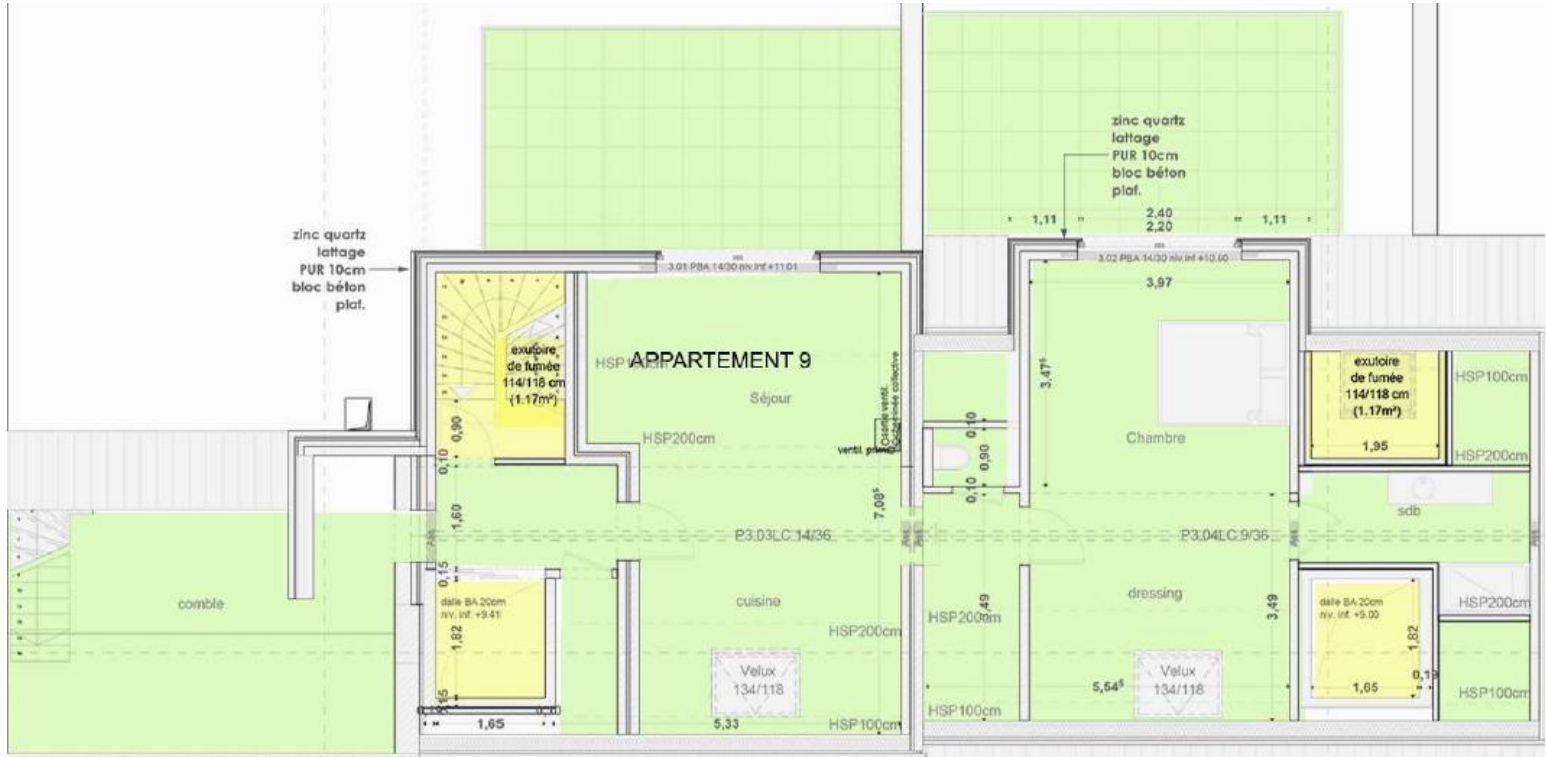 zinc quartz
lattage
PUR 10cm
bloc béton
plaf.
1,11
2,40
2,20
1,11
zinc quartz
lattage
PUR 10cm
bloc béton
plaf.
3.01 PBA 14/30 niv.inf +11.01
3.02 PBA 14/30 niv.inf +10.60
3,97
exutoire
de fumée
114/118 cm
(1.17m²)
HSP100cm
APPARTEMENT 9
Séjour
HSP200cm
0,90
0,10
3,47⁵
Chambre
exutoire
de fumée
114/118 cm
(1.17m²)
1,95
HSP100cm
HSP200cm
0,10
0,90
0,10
1,60
7,08⁵
P3.03LC.14/36
P3.04LC.9/36
sdb
0,15
comble
dalle BA 20cm
niv. inf. +9.41
1,82
cuisine
HSP200cm
HSP200cm
dressing
3,49
dalle BA 20cm
niv. inf. +9.00
1,82
HSP200cm
Velux
134/118
5,54⁵
Velux
134/118
1,65
HSP100cm
0,15
1,65
5,33
HSP100cm
HSP100cm